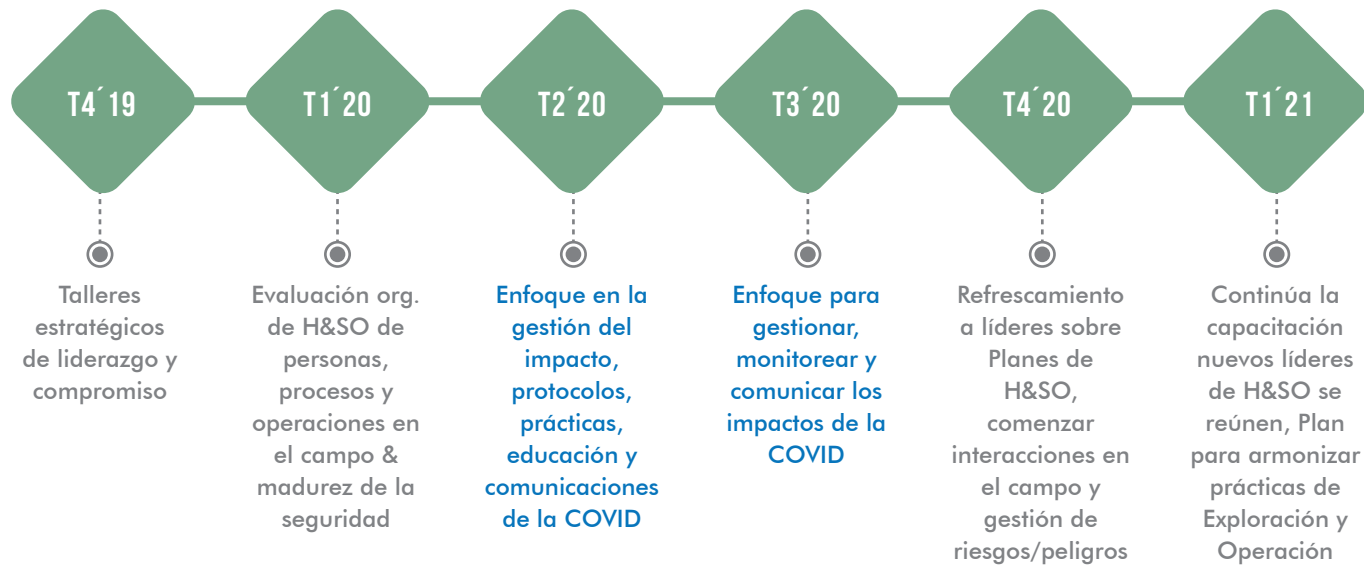 T4´19
T1´20
T2´20
T3´20
T4´20
T1´21
Talleres
estratégicos
de liderazgo y
compromiso
Evaluación org.
de H&SO de
personas,
procesos y
operaciones en
el campo &
madurez de la
seguridad
Enfoque en la
gestión del
impacto,
protocolos,
prácticas,
educación y
comunicaciones
de la COVID
Enfoque para
gestionar,
monitorear y
comunicar los
impactos de la
COVID
Refrescamiento
a líderes sobre
Planes de
H&SO,
comenzar
interacciones en
el campo y
gestión de
riesgos/peligros
Continúa la
capacitación
nuevos líderes
de H&SO se
reúnen, Plan
para armonizar
prácticas de
Exploración y
Operación